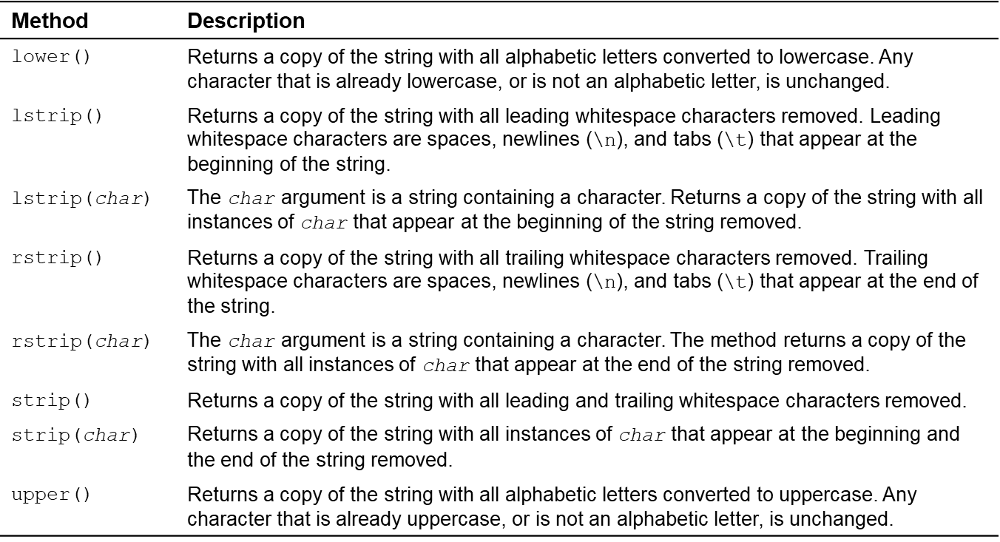 Method Description
lower() Returns a copy of the string with all alphabetic letters converted to lowercase. Any
character that is already lowercase, or is not an alphabetic letter, is unchanged.
lstrip() Returns a copy of the string with all leading whitespace characters removed. Leading
whitespace characters are spaces, newlines (\n), and tabs (\t) that appear at the
beginning of the string.
lstrip(char) The char argument is a string containing a character. Returns a copy of the string with all
instances of char that appear at the beginning of the string removed.
rstrip() Returns a copy of the string with all trailing whitespace characters removed. Trailing
whitespace characters are spaces, newlines (\n), and tabs (\t) that appear at the end of
the string.
rstrip(char) The char argument is a string containing a character. The method returns a copy of the
string with all instances of char that appear at the end of the string removed.
strip() Returns a copy of the string with all leading and trailing whitespace characters removed.
strip(char) Returns a copy of the string with all instances of char that appear at the beginning and
the end of the string removed.
upper() Returns a copy of the string with all alphabetic letters converted to uppercase. Any
character that is already uppercase, or is not an alphabetic letter, is unchanged.